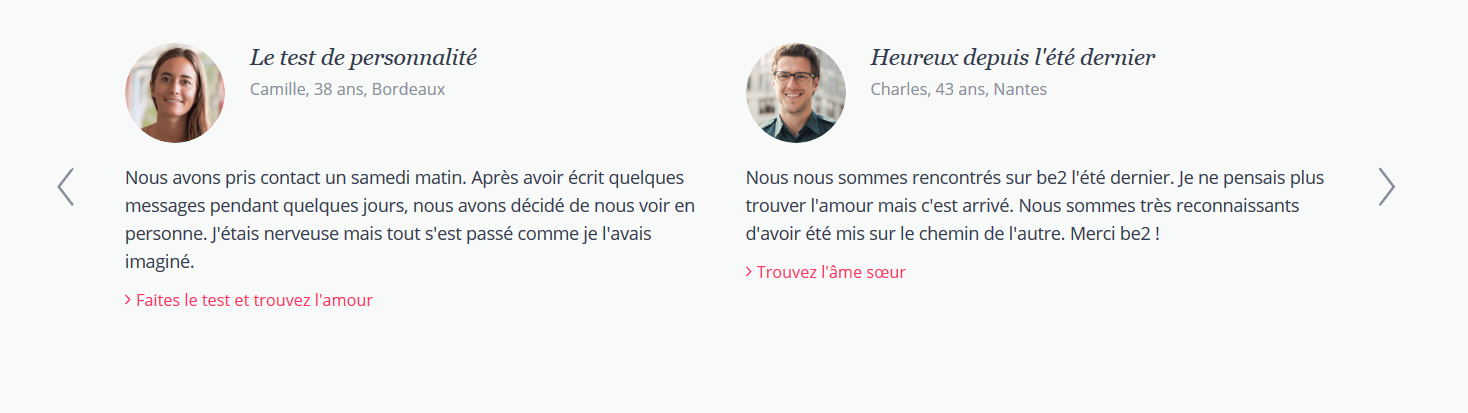 Le test de personnalité
Camille, 38 ans, Bordeaux
Nous avons pris contact un samedi matin. Après avoir écrit quelques
messages pendant quelques jours, nous avons décidé de nous voir en
personne. J'étais nerveuse mais tout s'est passé comme je l'avais
imaginé.
Faites le test et trouvez l'amour
Heureux depuis l'été dernier
Charles, 43 ans, Nantes
Nous nous sommes rencontrés sur be2 l'été dernier. Je ne pensais plus
trouver l'amour mais c'est arrivé. Nous sommes très reconnaissants
d'avoir été mis sur le chemin de l'autre. Merci be2 !
Trouvez l'âme sœur